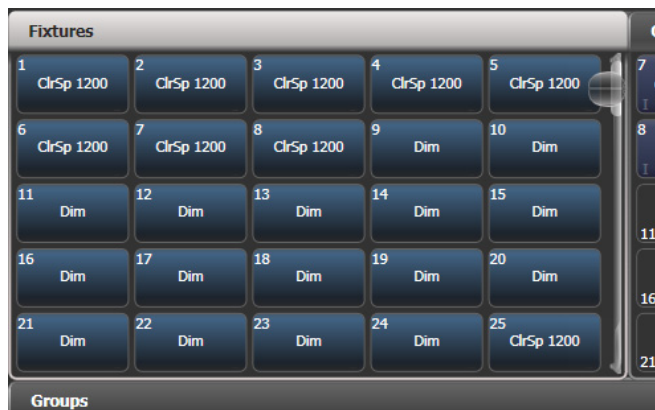 Fixtures
1 2 3 4 5 7
ClrSp 1200 ClrSp 1200 ClrSp 1200 ClrSp 1200 ClrSp 1200
I
6 7 8 9 10 8
ClrSp 1200 ClrSp 1200 ClrSp 1200 Dim Dim
I
11 12 13 14 15
Dim Dim Dim Dim Dim
11
16 17 18 19 20
Dim Dim Dim Dim Dim
16
21 22 23 24 25
Dim Dim Dim Dim ClrSp 1200
21
Groups